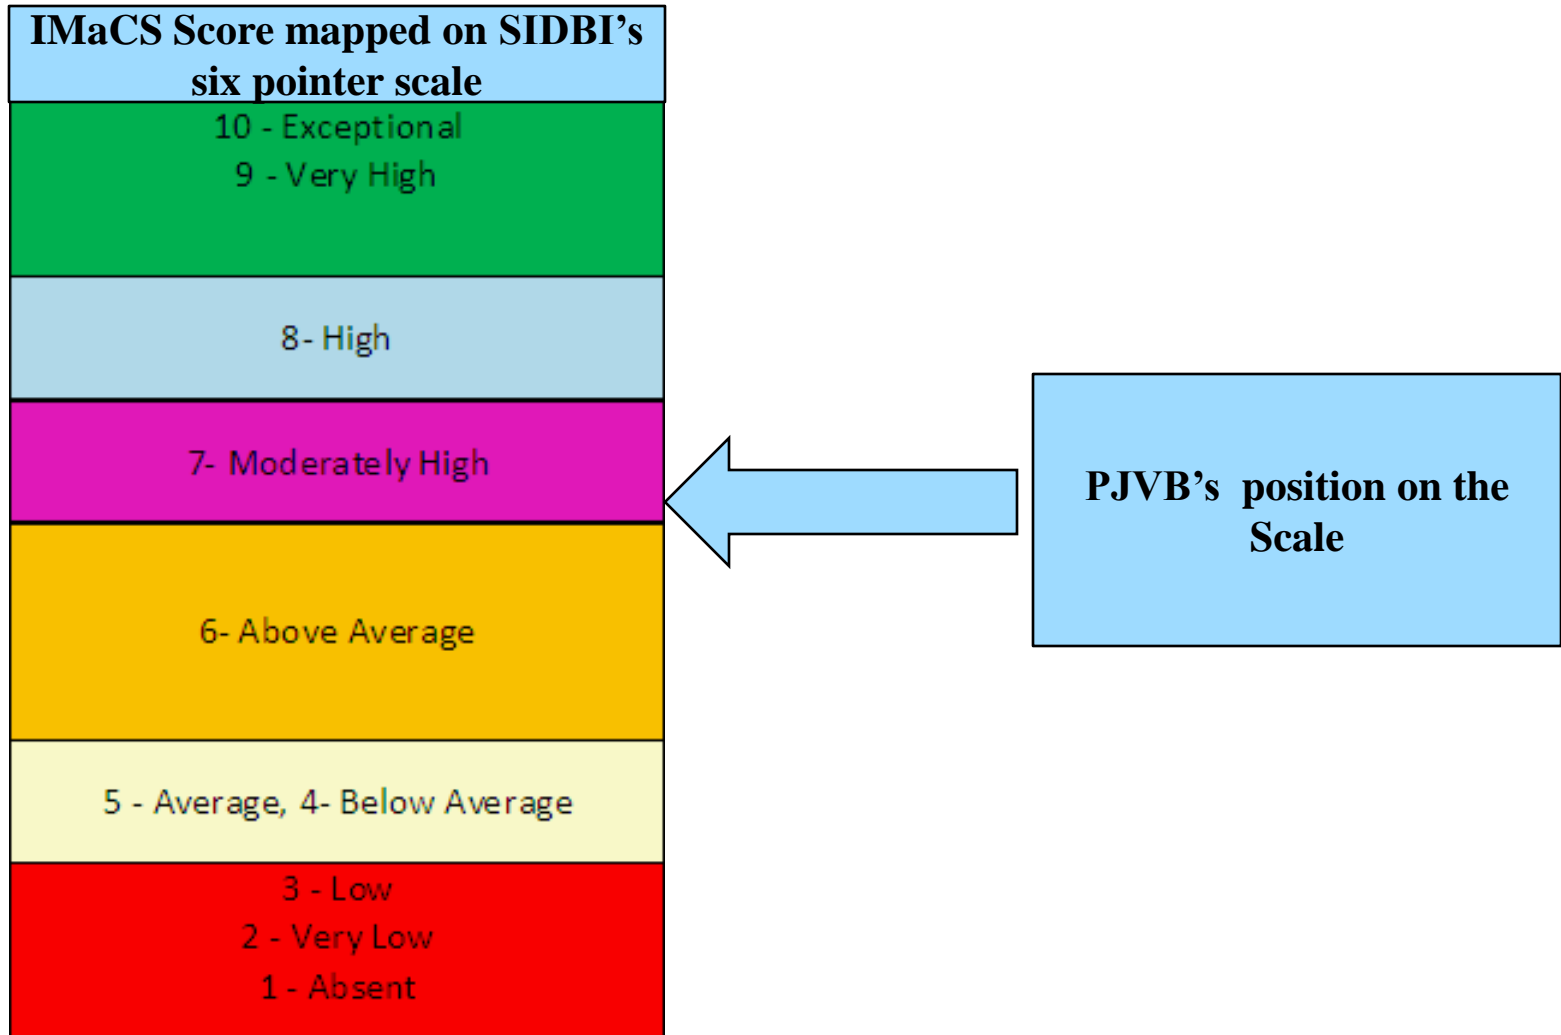 IMaCS Score mapped on SIDBI’s
six pointer scale
10 - Exceptional
9 - Very High
8- High
7- Moderately High
6- Above Average
5 - Average, 4- Below Average
3 - Low
2 - Very Low
1 - Absent
PJVB’s  position on the
Scale